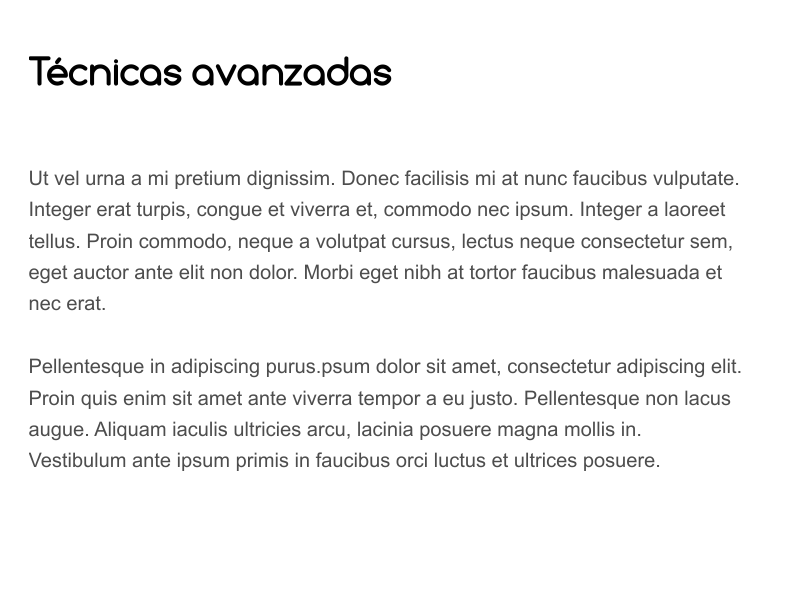 Técnicas avanzadas
Ut vel urna a mi pretium dignissim. Donec facilisis mi at nunc faucibus vulputate.
Integer erat turpis, congue et viverra et, commodo nec ipsum. Integer a laoreet
tellus. Proin commodo, neque a volutpat cursus, lectus neque consectetur sem,
eget auctor ante elit non dolor. Morbi eget nibh at tortor faucibus malesuada et
nec erat.
Pellentesque in adipiscing purus.psum dolor sit amet, consectetur adipiscing elit.
Proin quis enim sit amet ante viverra tempor a eu justo. Pellentesque non lacus
augue. Aliquam iaculis ultricies arcu, lacinia posuere magna mollis in.
Vestibulum ante ipsum primis in faucibus orci luctus et ultrices posuere.